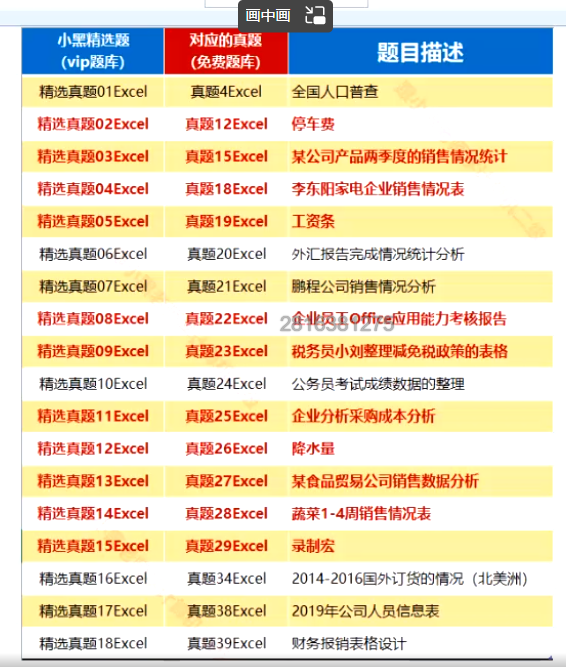 画中画
小黑精选题 对应的真题 题目描述
(vip题库) (免费题库)
精选真题01Excel 真题4Excel 全国人口普查
精选真题02Excel 真题12Excel 停车费
精选真题03Excel 真题15Excel 某公司产品两季度的销售情况统计
精选真题04Excel 真题18Excel 李东阳家电企业销售情况表
精选真题05Excel 真题19Excel 工资条
精选真题06Excel 真题20Excel 外汇报告完成情况统计分析
精选真题07Excel 真题21Excel 鹏程公司销售情况分析
精选真题08Excel 真题22Excel 企业员工Office应用能力考核报告
精选真题09Excel 真题23Excel 税务员小刘整理减免税政策的表格
精选真题10Excel 真题24Excel 公务员考试成绩数据的整理
精选真题11Excel 真题25Excel 企业分析采购成本分析
精选真题12Excel 真题26Excel 降水量
精选真题13Excel 真题27Excel 某食品贸易公司销售数据分析
精选真题14Excel 真题28Excel 蔬菜1-4周销售情况表
精选真题15Excel 真题29Excel 录制宏
精选真题16Excel 真题34Excel 2014-2016国外订货的情况（北美洲）
精选真题17Excel 真题38Excel 2019年公司人员信息表
精选真题18Excel 真题39Excel 财务报销表格设计